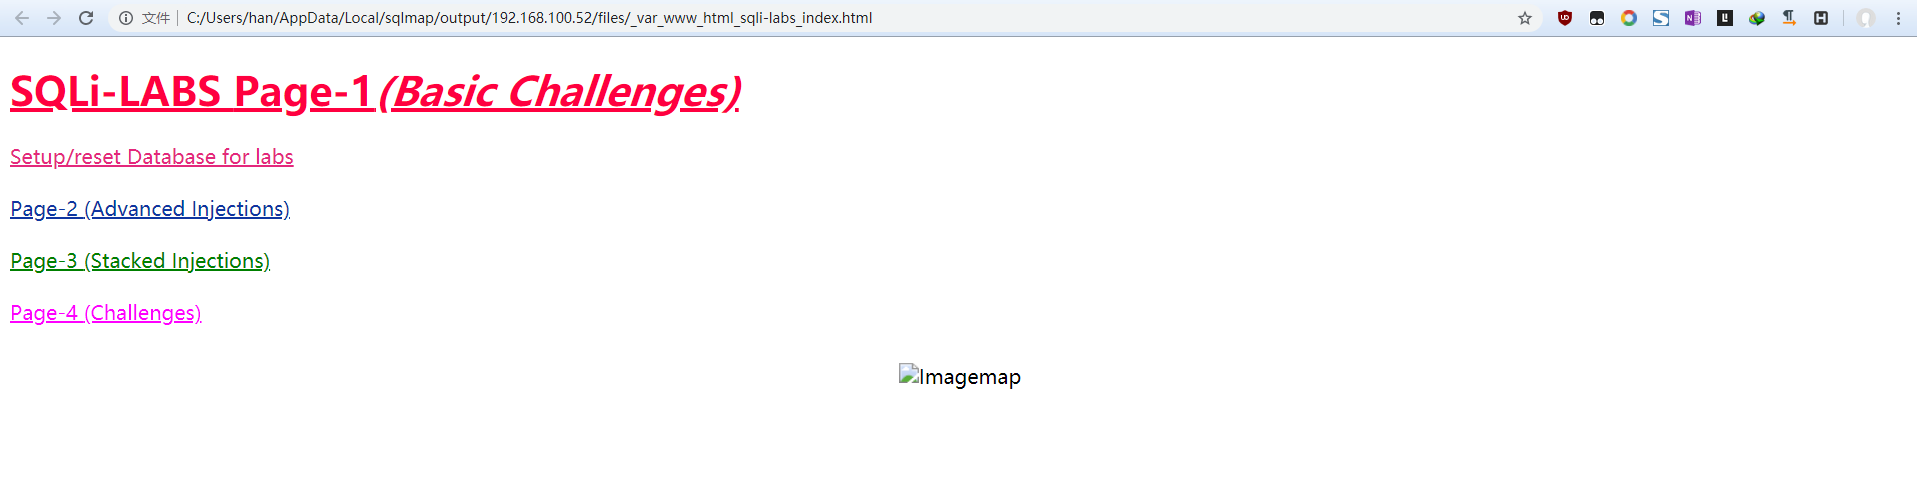 文件 C:/Users/han/AppData/Local/sqlmap/output/192.168.100.52/files/_var_www_html_sqli-labs_index.html
SQLi-LABS Page-1(Basic Challenges)
Setup/reset Database for labs
Page-2 (Advanced Injections)
Page-3 (Stacked Injections)
Page-4 (Challenges)
Imagemap